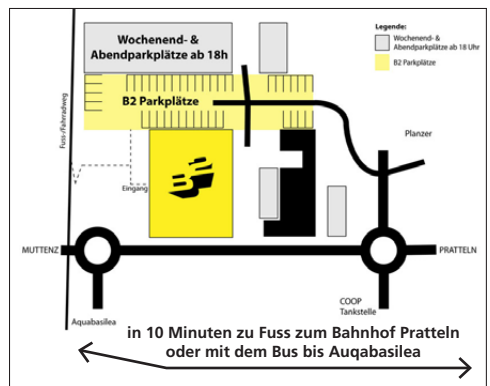 Wochenend- &
Abendparkplätze ab 18h
Legende:
Wochenend- &
Abendparkplätze ab 18 Uhr
B2 Parkplätze
B2 Parkplätze
Fuss-/Fahrradweg
Planzer
Eingang
B2
MUTTENZ
PRATTELN
Aquabasilea
COOP
Tankstelle
in 10 Minuten zu Fuss zum Bahnhof Pratteln
oder mit dem Bus bis Auqabasilea